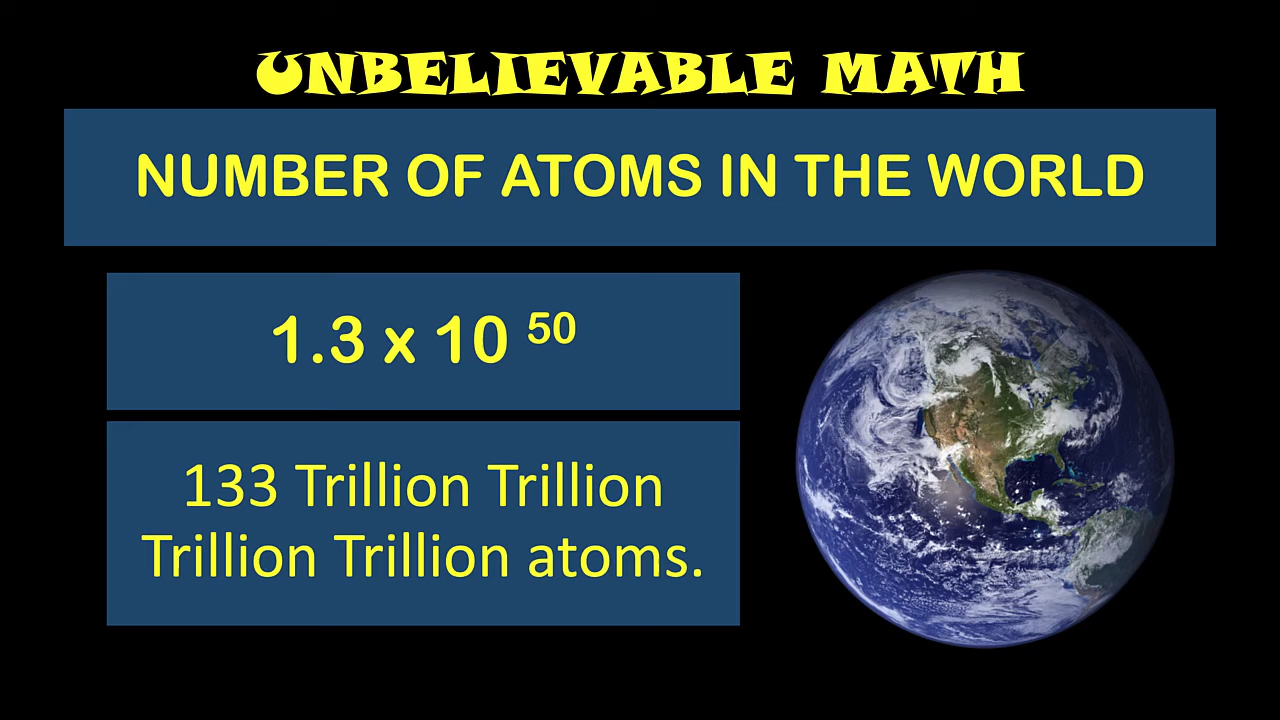 UNBELIEVABLE MATH
NUMBER OF ATOMS IN THE WORLD
1.3 x 10 ⁵⁰
133 Trillion Trillion
Trillion Trillion atoms.